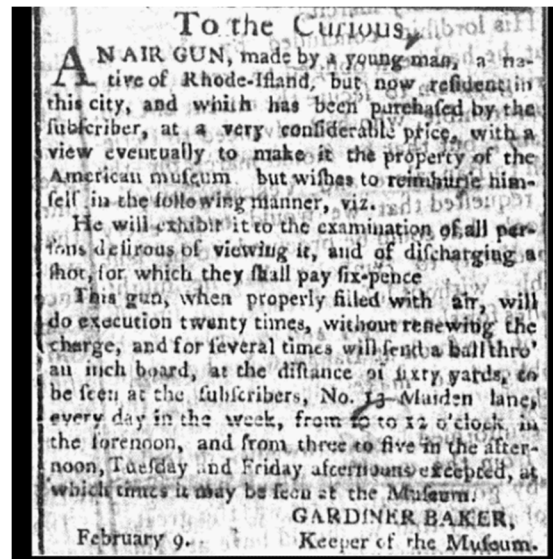 To the Curious,
AN AIR GUN, made by a young man, a na-
tive of Rhode-Iſland, but now reſident in
this city, and which has been purchaſed by the
ſubſcriber, at a very conſiderable price, with a
view eventually to make it the property of the
American muſeum but wiſhes to reimburſe him-
ſelf in the following manner, viz.
He will exhibit it to the examination of all per-
ſons deſirous of viewing it, and of diſcharging a
ſhot, for which they ſhall pay ſix-pence
This gun, when properly filled with air, will
do execution twenty times, without renewing the
charge, and for ſeveral times will ſend a ball thro'
an inch board, at the diſtance of ſixty yards, to
be ſeen at the ſubſcribers, No. 13 Maiden lane,
every day in the week, from 10 to 12 o'clock in
the forenoon, and from three to five in the after-
noon, Tueſday and Friday afternoons excepted, at
which times it may be ſeen at the Muſeum.
GARDINER BAKER,
February 9. Keeper of the Muſeum.